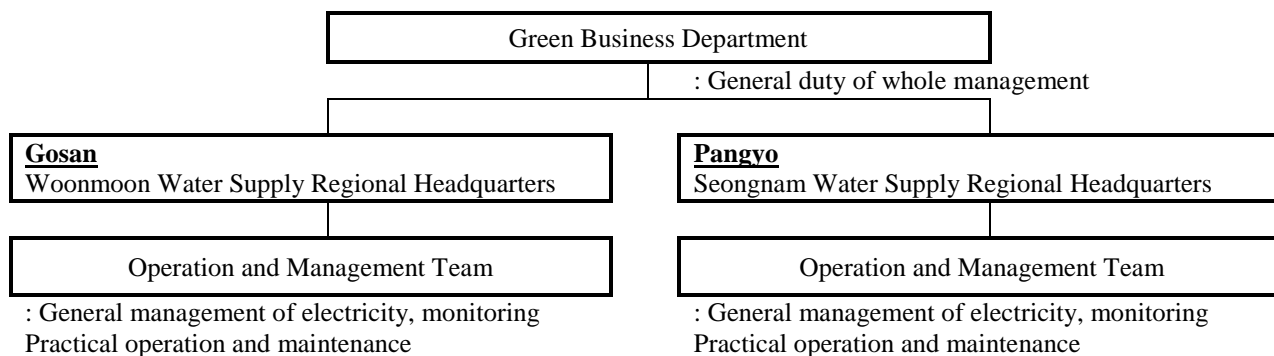 Green Business Department
: General duty of whole management
Gosan
Woonmoon Water Supply Regional Headquarters
Pangyo
Seongnam Water Supply Regional Headquarters
Operation and Management Team
: General management of electricity, monitoring
Practical operation and maintenance
Operation and Management Team
: General management of electricity, monitoring
Practical operation and maintenance